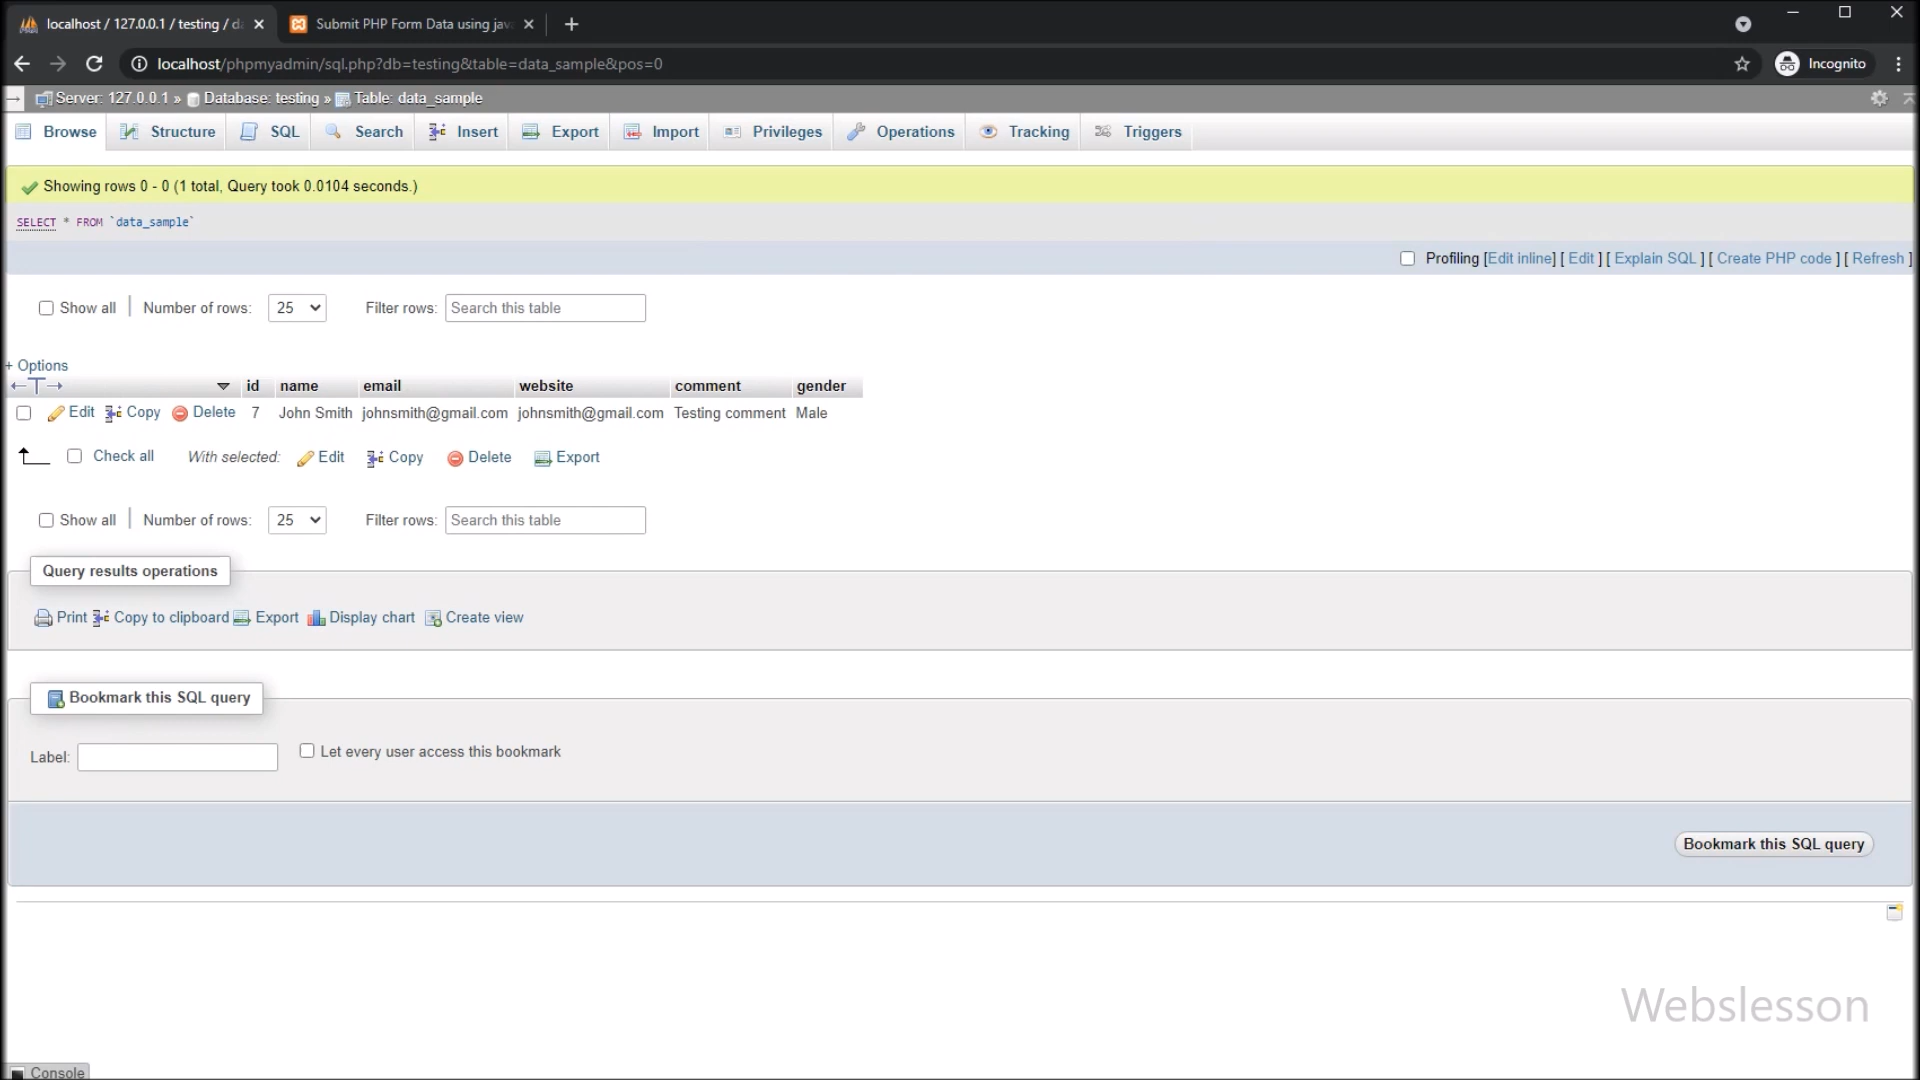 localhost / 127.0.0.1 / testing / da
Submit PHP Form Data using java
localhost/phpmyadmin/sql.php?db=testing&table=data_sample&pos=0
Incognito
Server: 127.0.0.1 » Database: testing » Table: data_sample
Browse Structure SQL Search Insert Export Import Privileges Operations Tracking Triggers
Showing rows 0 - 0 (1 total, Query took 0.0104 seconds.)
SELECT * FROM `data_sample`
Profiling [Edit inline] [ Edit ] [ Explain SQL ] [ Create PHP code ] [ Refresh ]
Show all | Number of rows: 25 Filter rows: Search this table
+ Options
←T→ id name email website comment gender
Edit Copy Delete 7 John Smith johnsmith@gmail.com johnsmith@gmail.com Testing comment Male
Check all With selected: Edit Copy Delete Export
Show all | Number of rows: 25 Filter rows: Search this table
Query results operations
Print Copy to clipboard Export Display chart Create view
Bookmark this SQL query
Label: Let every user access this bookmark
Bookmark this SQL query
Webslesson
Console